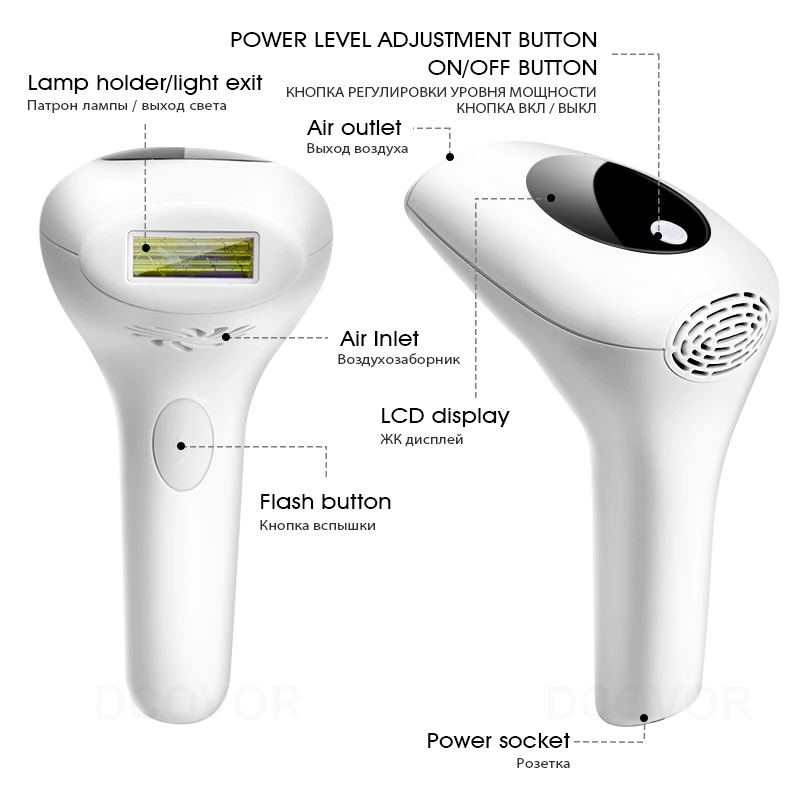 POWER LEVEL ADJUSTMENT BUTTON
ON/OFF BUTTON
КНОПКА РЕГУЛИРОВКИ УРОВНЯ МОЩНОСТИ
КНОПКА ВКЛ / ВЫКЛ
Lamp holder/light exit
Патрон лампы / выход света
Air outlet
Выход воздуха
Air Inlet
Воздухозаборник
LCD display
ЖК дисплей
Flash button
Кнопка вспышки
DCOVOR
DCOVOR
Power socket
Розетка